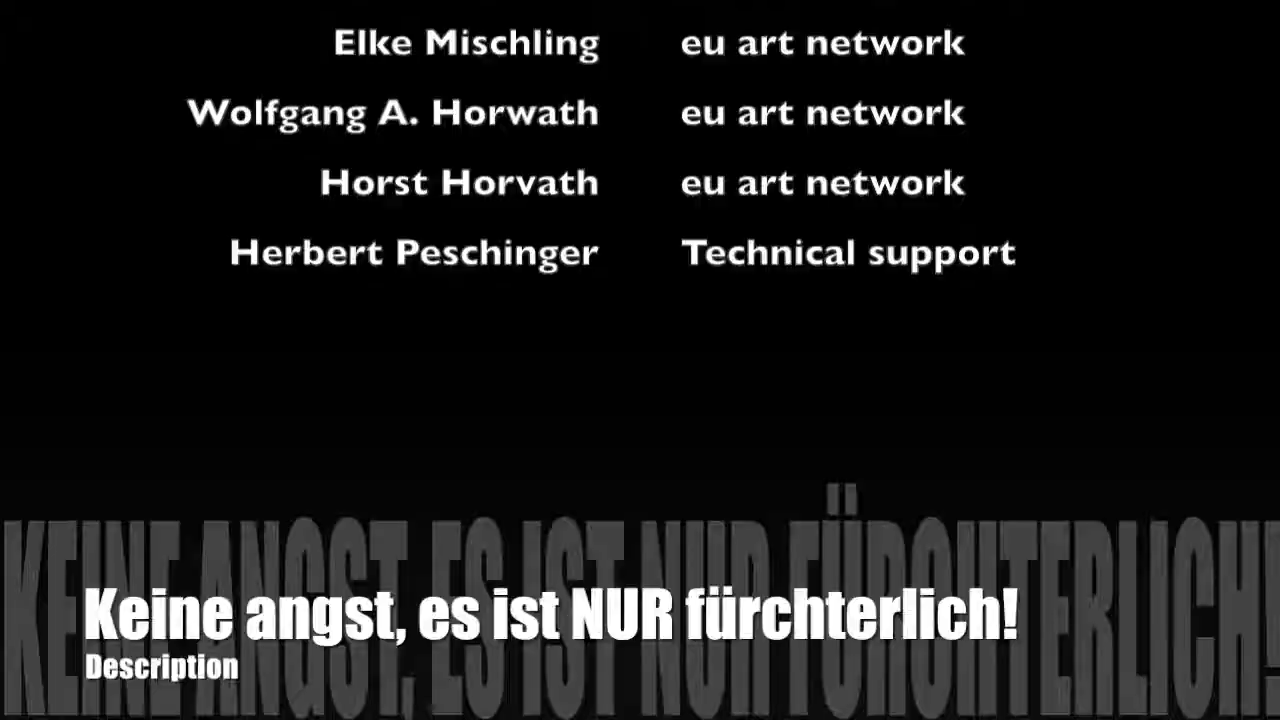 Elke Mischling eu art network
Wolfgang A. Horwath eu art network
Horst Horvath eu art network
Herbert Peschinger Technical support
KEINE ANGST, ES IST NUR FÜRCHTERLICH!
Keine angst, es ist NUR fürchterlich!
Description